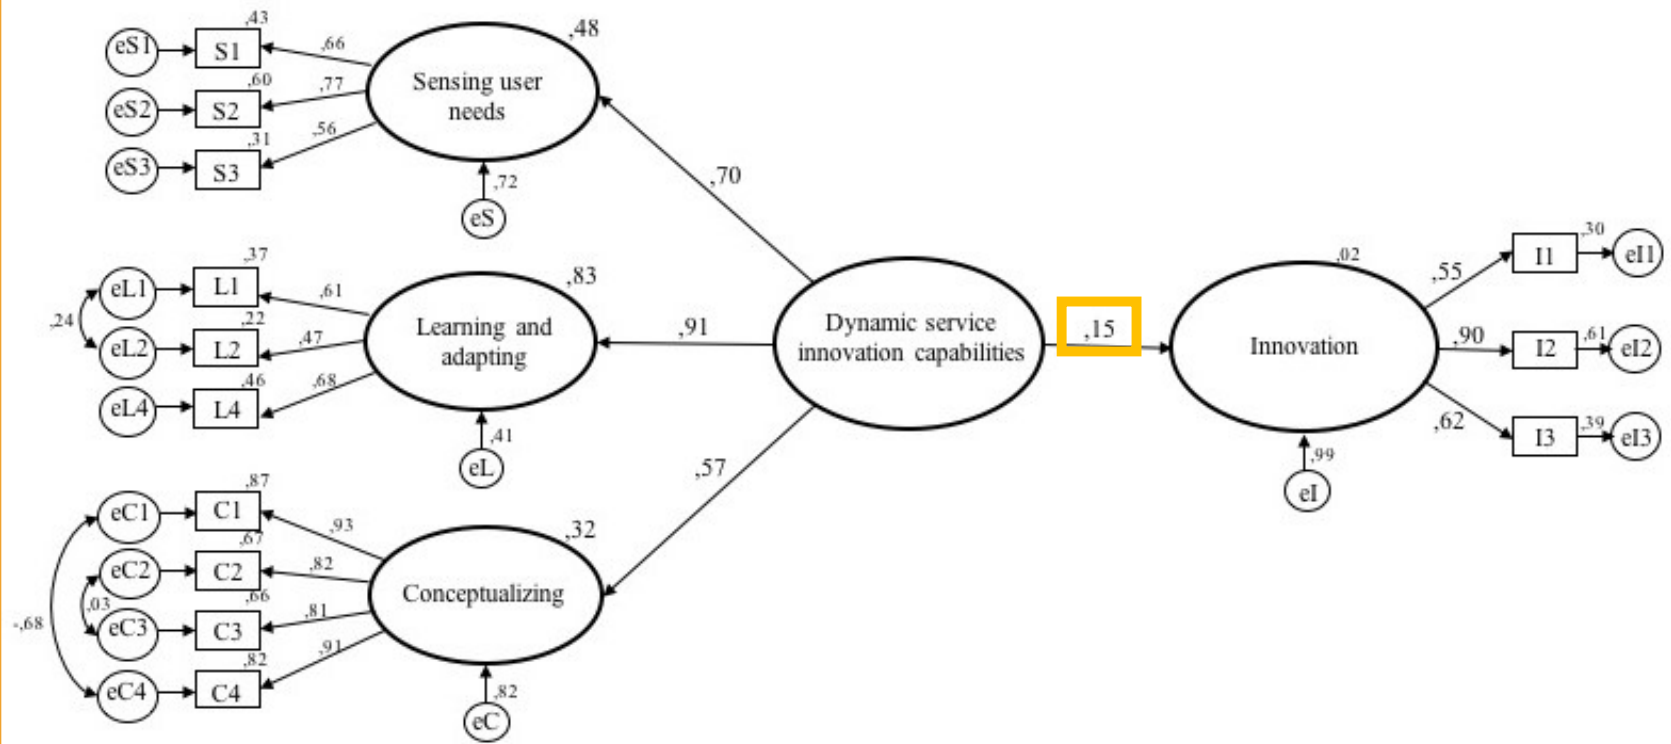 ,43
,48
eS1
S1
,66
,60
Sensing user
needs
,77
eS2
S2
,31
,56
eS3
S3
,72
eS
,70
,37
,83
eL1
L1
,61
,24
,22
Learning and
adapting
,47
eL2
L2
,46
,68
eL4
L4
,41
eL
,91
Dynamic service
innovation capabilities
,15
,02
Innovation
,99
eI
,55
I1
,30
eI1
,90
I2
,61
eI2
,62
I3
,39
eI3
,57
,87
,32
eC1
C1
,93
,67
eC2
C2
,82
,03
,66
Conceptualizing
-,68
eC3
C3
,81
,82
,91
eC4
C4
,82
eC